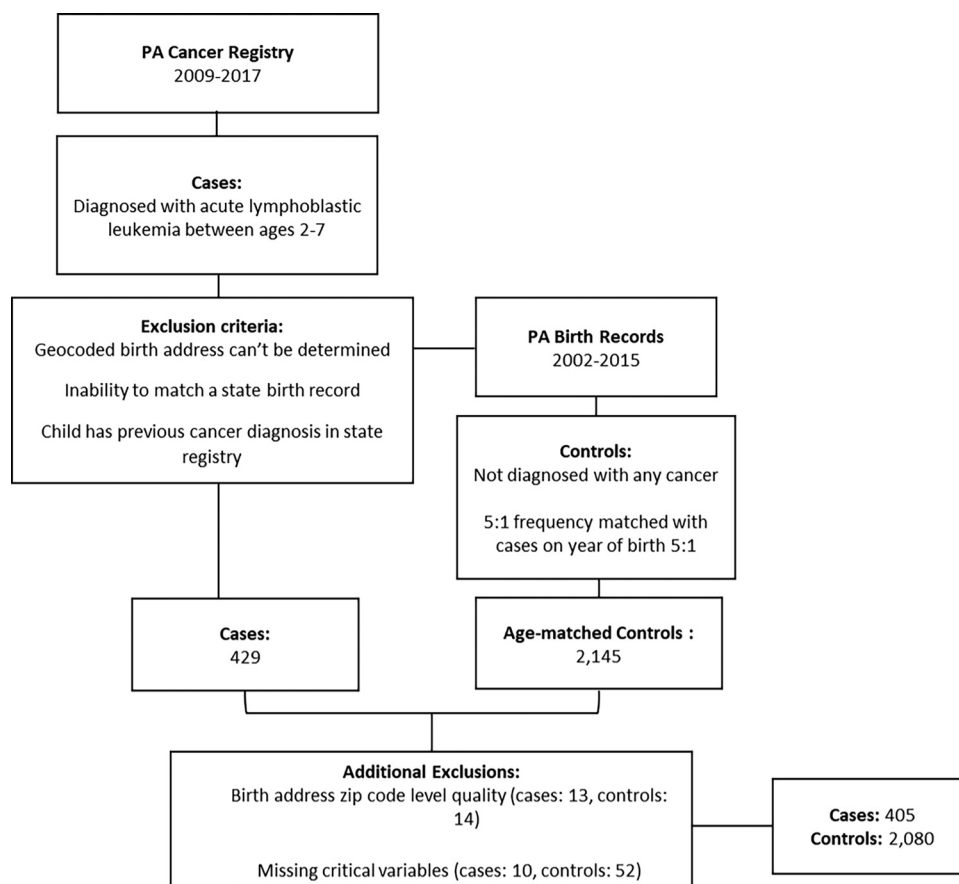 PA Cancer Registry
2009-2017
Cases:
Diagnosed with acute lymphoblastic
leukemia between ages 2-7
Exclusion criteria:
Geocoded birth address can't be determined
Inability to match a state birth record
Child has previous cancer diagnosis in state
registry
PA Birth Records
2002-2015
Controls:
Not diagnosed with any cancer
5:1 frequency matched with
cases on year of birth 5:1
Cases:
429
Age-matched Controls :
2,145
Additional Exclusions:
Birth address zip code level quality (cases: 13, controls:
14)
Missing critical variables (cases: 10, controls: 52)
Cases: 405
Controls: 2,080